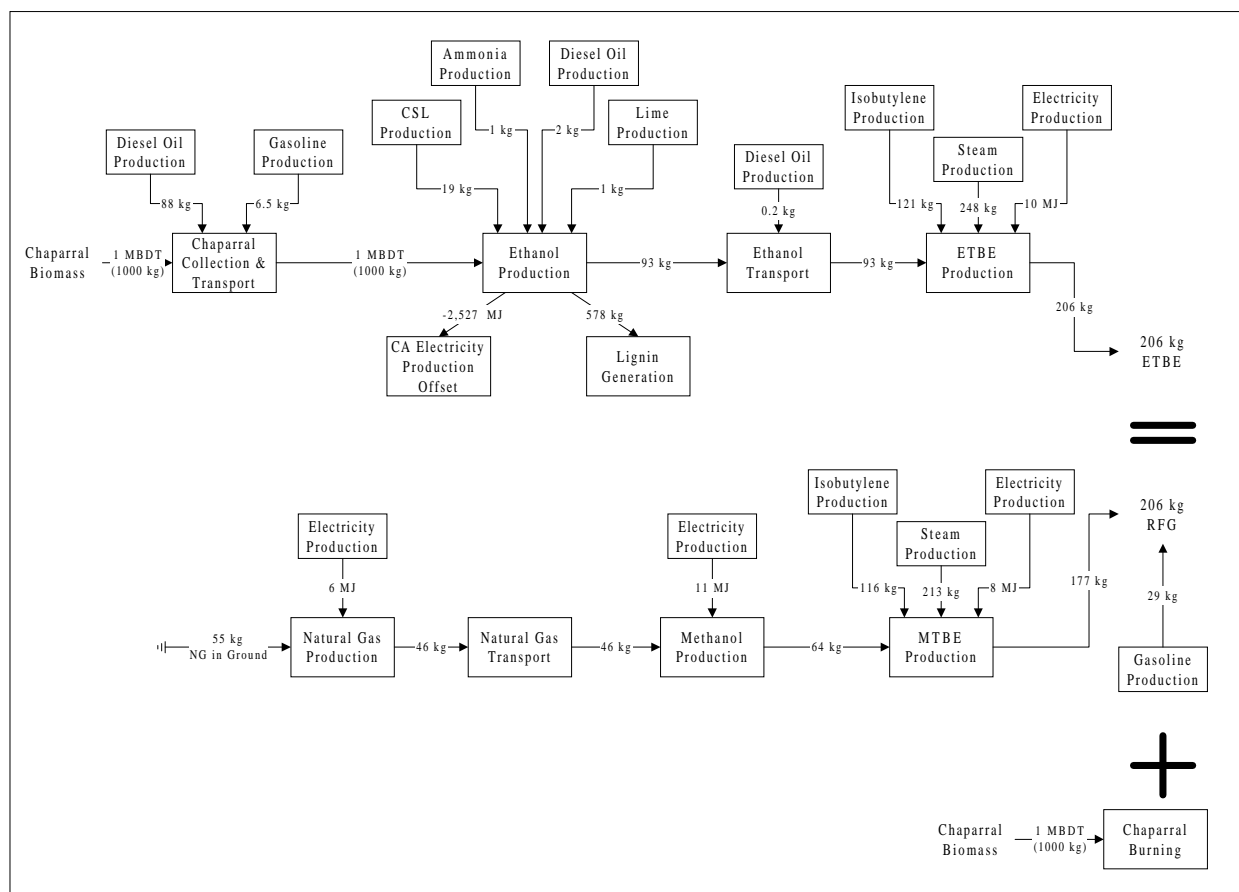 Ammonia
Production
Diesel Oil
Production
CSL
Production
Lime
Production
1 kg
2 kg
19 kg
1 kg
Isobutylene
Production
Electricity
Production
Steam
Production
121 kg
248 kg
10 MJ
Diesel Oil
Production
Gasoline
Production
88 kg
6.5 kg
Diesel Oil
Production
0.2 kg
Chaparral
Biomass
1 MBDT
(1000 kg)
Chaparral
Collection &
Transport
1 MBDT
(1000 kg)
Ethanol
Production
93 kg
Ethanol
Transport
93 kg
ETBE
Production
206 kg
-2,527 MJ
578 kg
CA Electricity
Production
Offset
Lignin
Generation
206 kg
ETBE
=
Isobutylene
Production
Electricity
Production
Steam
Production
116 kg
213 kg
8 MJ
206 kg
RFG
Electricity
Production
6 MJ
Electricity
Production
11 MJ
177 kg
29 kg
55 kg
NG in Ground
Natural Gas
Production
46 kg
Natural Gas
Transport
46 kg
Methanol
Production
64 kg
MTBE
Production
Gasoline
Production
+
Chaparral
Biomass
1 MBDT
(1000 kg)
Chaparral
Burning